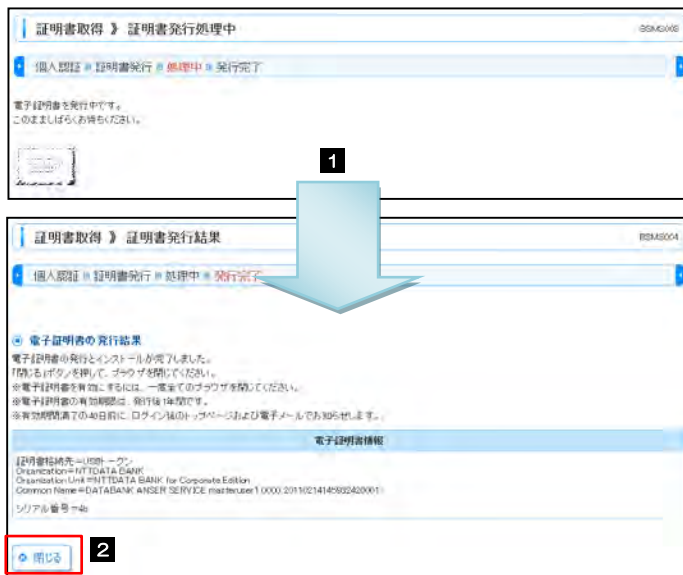 証明書取得 》 証明書発行処理中
個人認証 ≫ 証明書発行 ≫ 処理中 ≫ 発行完了
電子証明書を発行中です。
このまましばらくお待ちください。
1
証明書取得 》 証明書発行結果
BSMS004
個人認証 ≫ 証明書発行 ≫ 処理中 ≫ 発行完了
電子証明書の発行結果
電子証明書の発行とインストールが完了しました。
「閉じる」ボタンを押して、ブラウザを閉じてください。
※電子証明書を有効にするには、一度全てのブラウザを閉じてください。
※電子証明書の有効期限は、発行後1年間です。
※有効期間満了の40日前に、ログイン後のトップページおよび電子メールでお知らせします。
電子証明書情報
証明書格納先=USBトークン
Organization=NTTDATA BANK
Organization Unit=NTTDATA BANK for Corporate Edition
Common Name=DATABANK ANSER SERVICE masteruser1 0000
シリアル番号=4b
閉じる
2